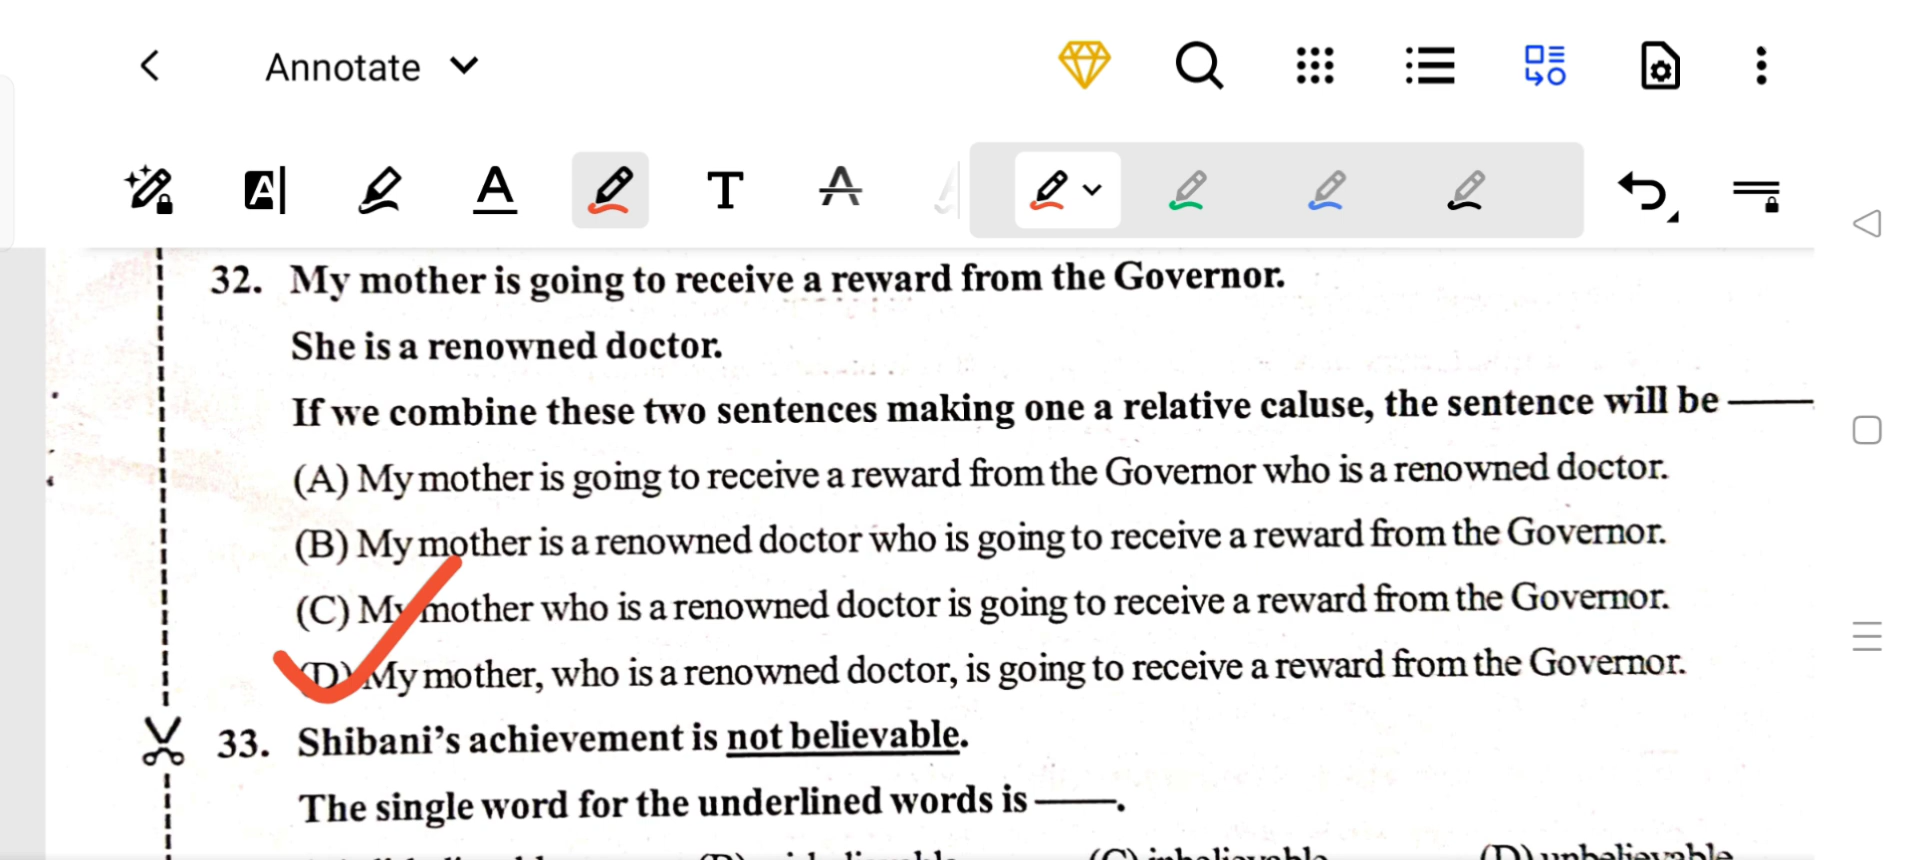 Annotate
A T A
32. My mother is going to receive a reward from the Governor.
She is a renowned doctor.
If we combine these two sentences making one a relative caluse, the sentence will be ——
(A) My mother is going to receive a reward from the Governor who is a renowned doctor.
(B) My mother is a renowned doctor who is going to receive a reward from the Governor.
(C) My mother who is a renowned doctor is going to receive a reward from the Governor.
(D) My mother, who is a renowned doctor, is going to receive a reward from the Governor.
33. Shibani’s achievement is not believable.
The single word for the underlined words is ——.
(D) unbelievable